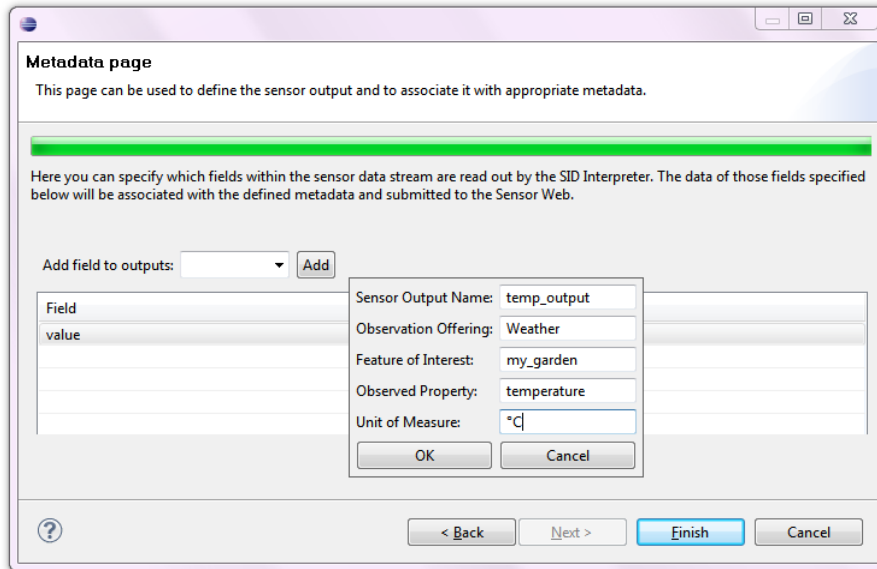 Metadata page
This page can be used to define the sensor output and to associate it with appropriate metadata.
Here you can specify which fields within the sensor data stream are read out by the SID Interpreter. The data of those fields specified
below will be associated with the defined metadata and submitted to the Sensor Web.
Add field to outputs: Add
Field
value
Sensor Output Name: temp_output
Observation Offering: Weather
Feature of Interest: my_garden
Observed Property: temperature
Unit of Measure: °C
OK Cancel
? < Back Next > Finish Cancel